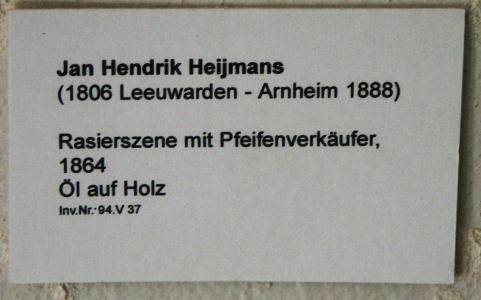 Jan Hendrik Heijmans
(1806 Leeuwarden - Arnheim 1888)
Rasierszene mit Pfeifenverkäufer,
1864
Öl auf Holz
Inv.Nr.: 94.V 37